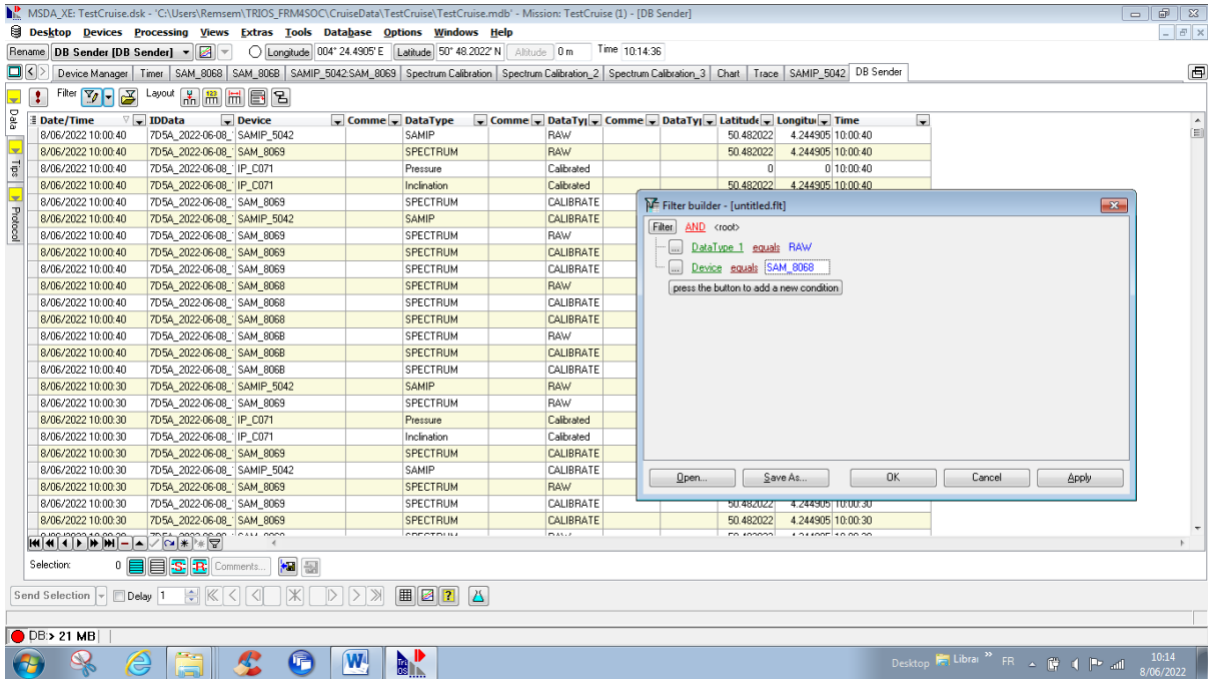 MSDA_XE: TestCruise.dsk - 'C:\Users\Remsem\TRIOS_FRM4SOC\CruiseData\TestCruise\TestCruise.mdb' - Mission: TestCruise (1) - [DB Sender]
Desktop Devices Processing Views Extras Tools Database Options Windows Help
Rename DB Sender [DB Sender] Longitude 004° 24.4905' E Latitude 50° 48.2022' N Altitude 0 m Time 10:14:36
Device Manager Timer SAM_8068 SAM_806B SAMIP_5042:SAM_8069 Spectrum Calibration Spectrum Calibration_2 Spectrum Calibration_3 Chart Trace SAMIP_5042 DB Sender
Filter Layout
Data
Tips
Protocol
Date/Time IDData Device Comme DataType Comme DataTyp Comme DataTyp Latitude Longitu Time
8/06/2022 10:00:40 7D5A_2022-06-08_ SAMIP_5042 SAMIP RAW 50.482022 4.244905 10:00:40
8/06/2022 10:00:40 7D5A_2022-06-08_ SAM_8069 SPECTRUM RAW 50.482022 4.244905 10:00:40
8/06/2022 10:00:40 7D5A_2022-06-08_ IP_C071 Pressure Calibrated 0 0 10:00:40
8/06/2022 10:00:40 7D5A_2022-06-08_ IP_C071 Inclination Calibrated 50.482022 4.244905 10:00:40
8/06/2022 10:00:40 7D5A_2022-06-08_ SAM_8069 SPECTRUM CALIBRATE
8/06/2022 10:00:40 7D5A_2022-06-08_ SAMIP_5042 SAMIP CALIBRATE
8/06/2022 10:00:40 7D5A_2022-06-08_ SAM_8069 SPECTRUM RAW
8/06/2022 10:00:40 7D5A_2022-06-08_ SAM_8069 SPECTRUM CALIBRATE
8/06/2022 10:00:40 7D5A_2022-06-08_ SAM_8069 SPECTRUM CALIBRATE
8/06/2022 10:00:40 7D5A_2022-06-08_ SAM_8068 SPECTRUM RAW
8/06/2022 10:00:40 7D5A_2022-06-08_ SAM_8068 SPECTRUM CALIBRATE
8/06/2022 10:00:40 7D5A_2022-06-08_ SAM_8068 SPECTRUM CALIBRATE
8/06/2022 10:00:40 7D5A_2022-06-08_ SAM_806B SPECTRUM RAW
8/06/2022 10:00:40 7D5A_2022-06-08_ SAM_806B SPECTRUM CALIBRATE
8/06/2022 10:00:40 7D5A_2022-06-08_ SAM_806B SPECTRUM CALIBRATE
8/06/2022 10:00:30 7D5A_2022-06-08_ SAMIP_5042 SAMIP RAW
8/06/2022 10:00:30 7D5A_2022-06-08_ SAM_8069 SPECTRUM RAW
8/06/2022 10:00:30 7D5A_2022-06-08_ IP_C071 Pressure Calibrated
8/06/2022 10:00:30 7D5A_2022-06-08_ IP_C071 Inclination Calibrated
8/06/2022 10:00:30 7D5A_2022-06-08_ SAM_8069 SPECTRUM CALIBRATE
8/06/2022 10:00:30 7D5A_2022-06-08_ SAMIP_5042 SAMIP CALIBRATE
8/06/2022 10:00:30 7D5A_2022-06-08_ SAM_8069 SPECTRUM RAW
8/06/2022 10:00:30 7D5A_2022-06-08_ SAM_8069 SPECTRUM CALIBRATE 50.482022 4.244905 10:00:30
8/06/2022 10:00:30 7D5A_2022-06-08_ SAM_8069 SPECTRUM CALIBRATE 50.482022 4.244905 10:00:30
Filter builder - [untitled.flt]
Filter AND <root>
... DataType 1 equals RAW
... Device equals SAM_8068
press the button to add a new condition
Open... Save As... OK Cancel Apply
Selection: 0 S R Comments...
Send Selection Delay 1
DB:> 21 MB
Desktop Librai » FR 10:14
8/06/2022